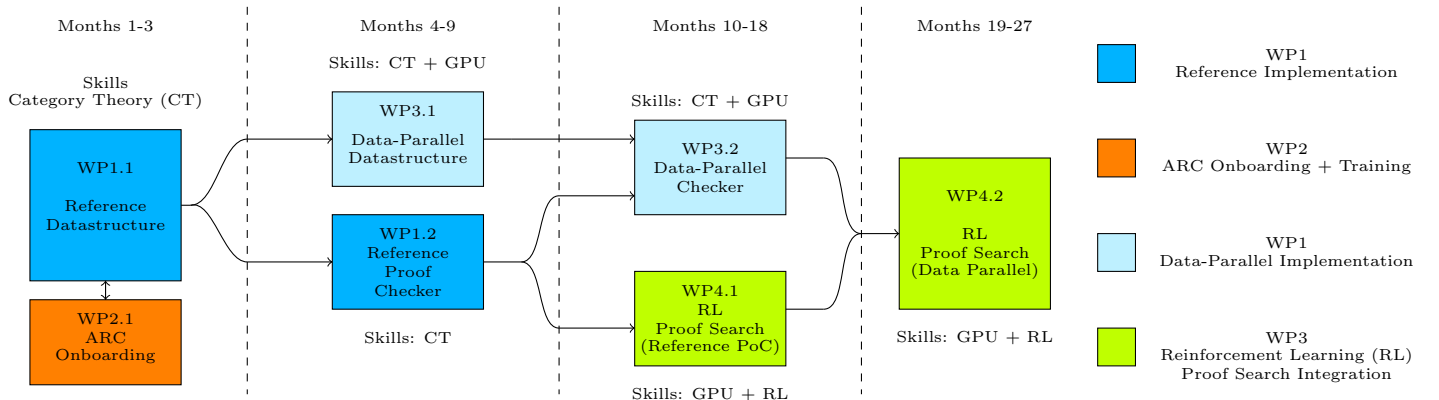 Months 1-3
Months 4-9
Months 10-18
Months 19-27
Skills
Category Theory (CT)
WP1.1
Reference
Datastructure
WP2.1
ARC
Onboarding
Skills: CT + GPU
WP3.1
Data-Parallel
Datastructure
WP1.2
Reference
Proof
Checker
Skills: CT
Skills: CT + GPU
WP3.2
Data-Parallel
Checker
WP4.1
RL
Proof Search
(Reference PoC)
Skills: GPU + RL
WP4.2
RL
Proof Search
(Data Parallel)
Skills: GPU + RL
WP1
Reference Implementation
WP2
ARC Onboarding + Training
WP1
Data-Parallel Implementation
WP3
Reinforcement Learning (RL)
Proof Search Integration